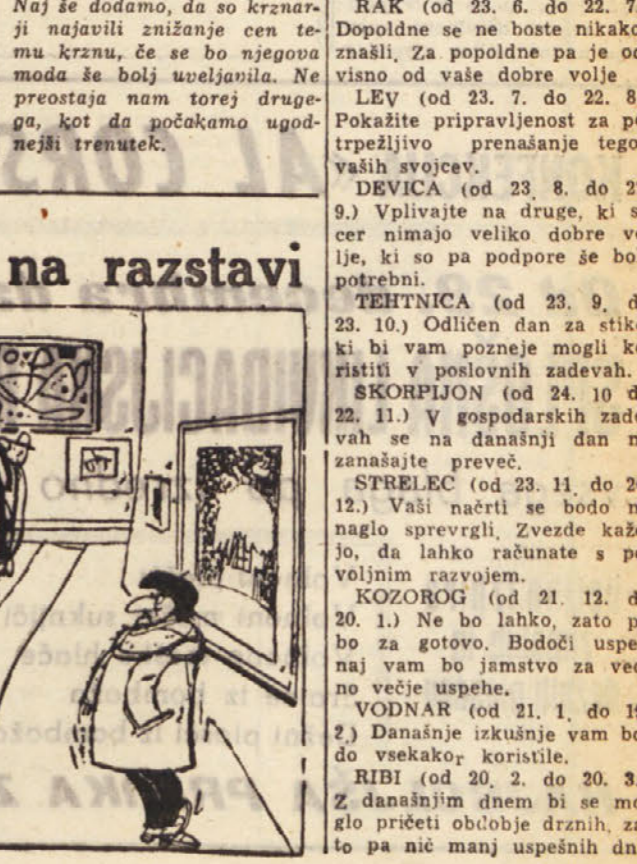 Naj še dodamo, da so krznar-
ji najavili znižanje cen te-
mu krznu, če se bo njegova
moda še bolj uveljavila. Ne
preostaja nam torej druge-
ga, kot da počakamo ugod-
nejši trenutek.
na razstavi
RAK (od 23. 6. do 22. 7.
Dopoldne se ne boste nikako
znašli. Za popoldne pa je od
visno od vaše dobre volje
LEV (od 23. 7. do 22. 8
Pokažite pripravljenost za po
trpežljivo prenašanje tego
vaših svojcev.
DEVICA (od 23. 8. do 2
9.) Vplivajte na druge, ki s
cer nimajo veliko dobre vo
lje, ki so pa podpore še bo
potrebni.
TEHTNICA (od 23. 9. d
23. 10.) Odličen dan za stik
ki bi vam pozneje mogli ko
ristiti v poslovnih zadevah.
ŠKORPIJON (od 24. 10 d
22. 11.) V gospodarskih zade
vah se na današnji dan n
zanašajte preveč.
STRELEC (od 23. 11. do 2
12.) Vaši načrti se bodo n
naglo sprevrgli. Zvezde kaže
jo, da lahko računate s po
voljnim razvojem.
KOZOROG (od 21. 12. d
20. 1.) Ne bo lahko, zato p
bo za gotovo. Bodoči uspe
naj vam bo jamstvo za ved
no večje uspehe.
VODNAR (od 21. 1. do 19
2.) Današnje izkušnje vam bo
do vsekakor koristile.
RIBI (od 20. 2. do 20. 3.
Z današnjim dnem bi se mo
glo pričeti obdobje drznih, za
to pa nič manj uspešnih dn